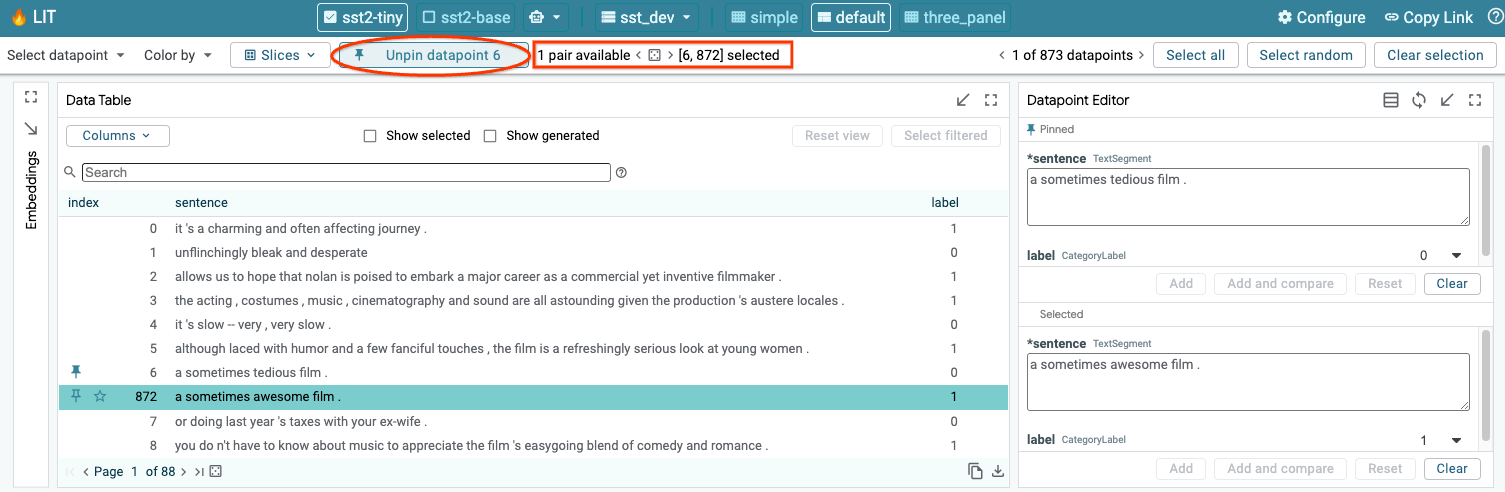 LIT sst2-tiny sst2-base sst_dev simple default three_panel Configure Copy Link
Select datapoint Color by Slices Unpin datapoint 6 1 pair available [6, 872] selected 1 of 873 datapoints Select all Select random Clear selection
Embeddings
Data Table
Columns Show selected Show generated Reset view Select filtered
Search
index sentence label
0 it 's a charming and often affecting journey . 1
1 unflinchingly bleak and desperate 0
2 allows us to hope that nolan is poised to embark a major career as a commercial yet inventive filmmaker . 1
3 the acting , costumes , music , cinematography and sound are all astounding given the production 's austere locales . 1
4 it 's slow -- very , very slow . 0
5 although laced with humor and a few fanciful touches , the film is a refreshingly serious look at young women . 1
6 a sometimes tedious film . 0
872 a sometimes awesome film . 1
7 or doing last year 's taxes with your ex-wife . 0
8 you do n't have to know about music to appreciate the film 's easygoing blend of comedy and romance . 1
Page 1 of 88
Datapoint Editor
Pinned
*sentence TextSegment
a sometimes tedious film .
label CategoryLabel 0
Add Add and compare Reset Clear
Selected
*sentence TextSegment
a sometimes awesome film .
label CategoryLabel 1
Add Add and compare Reset Clear